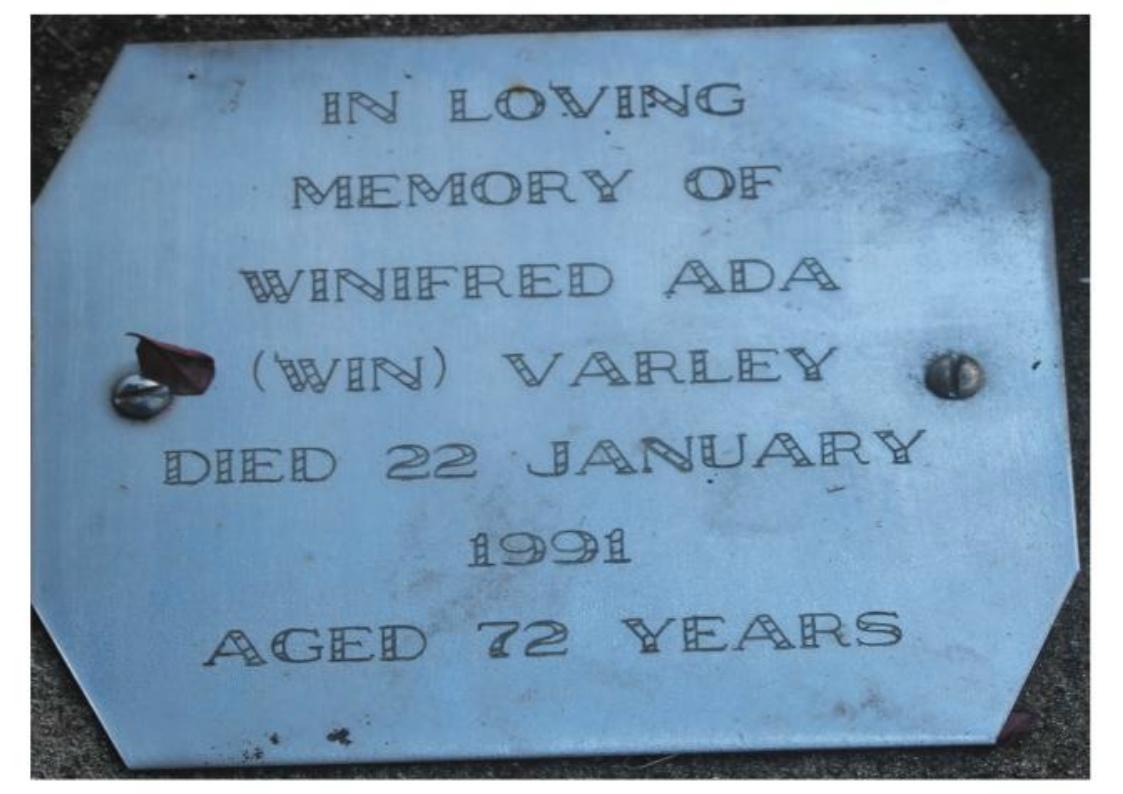 IN LOVING
MEMORY OF
WINIFRED ADA
(WIN) VARLEY
DIED 22 JANUARY
1991
AGED 72 YEARS